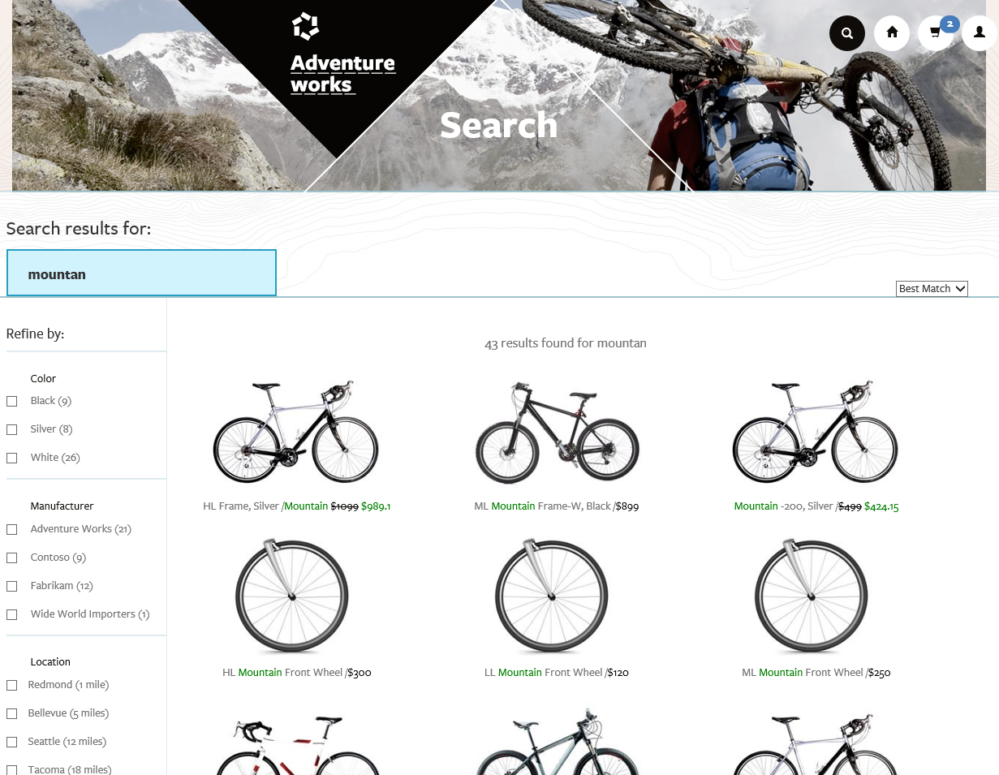 Adventure
works
2
Search
Search results for:
mountan
Best Match
Refine by:
43 results found for mountan
Color
Black (9)
Silver (8)
White (26)
HL Frame, Silver /Mountain $1099 $989.1
ML Mountain Frame-W, Black /$899
Mountain -200, Silver /$499 $424.15
Manufacturer
Adventure Works (21)
Contoso (9)
Fabrikam (12)
Wide World Importers (1)
HL Mountain Front Wheel /$300
LL Mountain Front Wheel /$120
ML Mountain Front Wheel /$250
Location
Redmond (1 mile)
Bellevue (5 miles)
Seattle (12 miles)
Tacoma (18 miles)